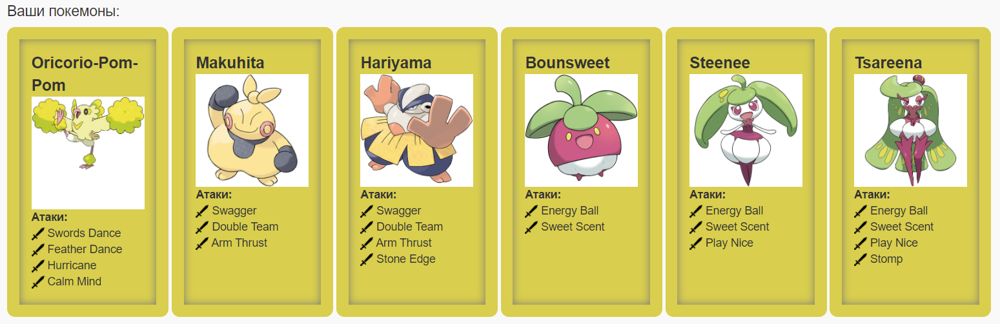 Ваши покемоны:
Oricorio-Pom-
Pom
Атаки:
Swords Dance
Feather Dance
Hurricane
Calm Mind
Makuhita
Атаки:
Swagger
Double Team
Arm Thrust
Hariyama
Атаки:
Swagger
Double Team
Arm Thrust
Stone Edge
Bounsweet
Атаки:
Energy Ball
Sweet Scent
Steenee
Атаки:
Energy Ball
Sweet Scent
Play Nice
Tsareena
Атаки:
Energy Ball
Sweet Scent
Play Nice
Stomp